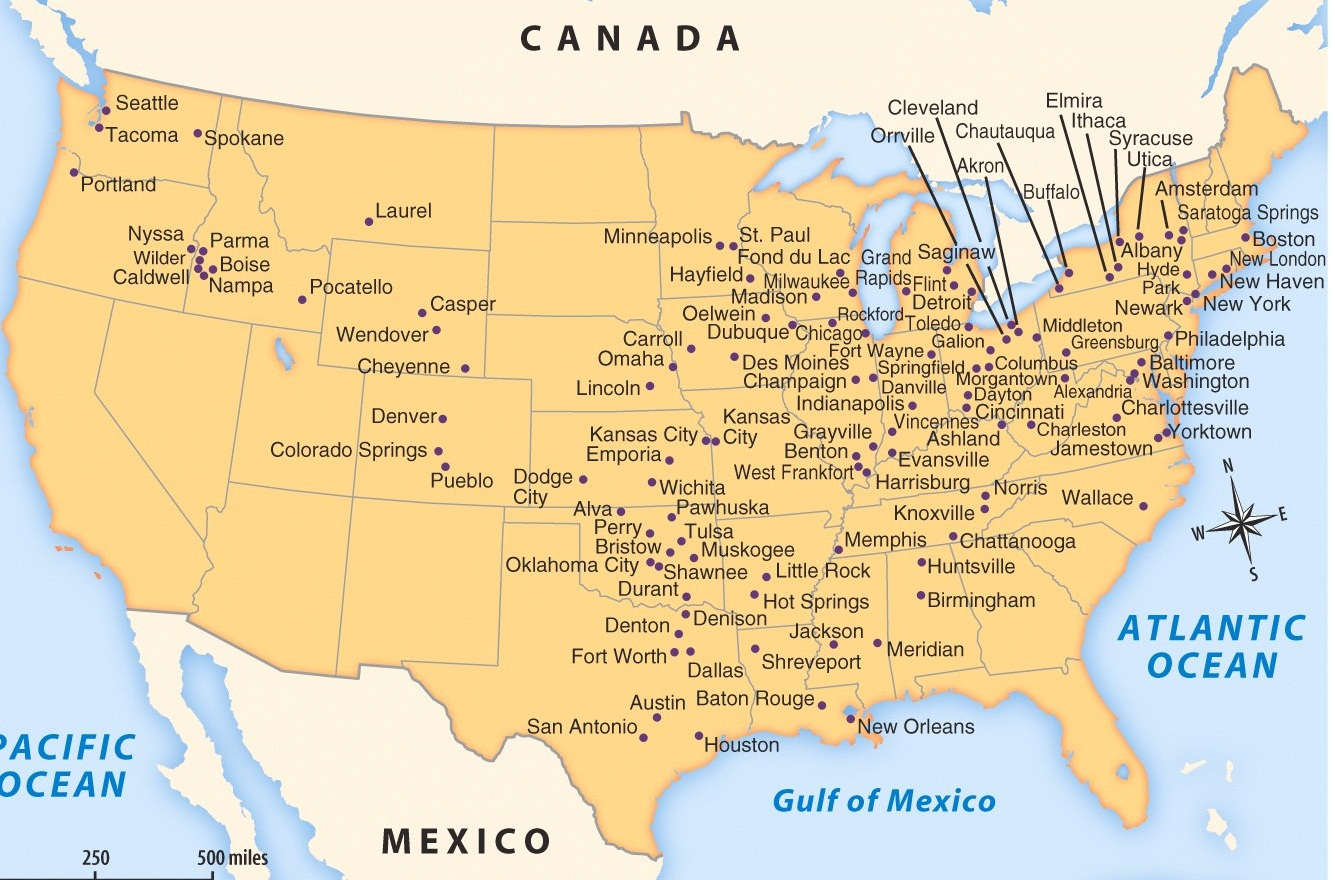 CANADA
Cleveland
Elmira
Ithaca
Orrville
Chautauqua
Syracuse
Utica
Akron
Buffalo
Amsterdam
Saratoga Springs
Seattle
Tacoma
Spokane
Portland
Laurel
Nyssa
Parma
Wilder
Boise
Caldwell
Nampa
Pocatello
Casper
Wendover
Cheyenne
Minneapolis
St. Paul
Fond du Lac
Hayfield
Milwaukee
Madison
Grand
Rapids
Saginaw
Flint
Detroit
Albany
Hyde
Park
Boston
New London
New Haven
New York
Newark
Oelwein
Dubuque
Chicago
Rockford
Toledo
Galion
Middleton
Greensburg
Philadelphia
Carroll
Omaha
Des Moines
Fort Wayne
Springfield
Columbus
Baltimore
Washington
Lincoln
Champaign
Danville
Morgantown
Alexandria
Dayton
Indianapolis
Cincinnati
Charlottesville
Vincennes
Ashland
Charleston
Yorktown
Jamestown
Denver
Colorado Springs
Pueblo
Kansas
City
Kansas City
Emporia
Grayville
Benton
West Frankfort
Evansville
Harrisburg
Dodge
City
Wichita
Norris
Knoxville
Wallace
Alva
Pawhuska
Perry
Tulsa
Bristow
Muskogee
Oklahoma City
Shawnee
Durant
Memphis
Chattanooga
Little Rock
Hot Springs
Huntsville
Birmingham
Denison
Denton
Fort Worth
Dallas
Jackson
Shreveport
Meridian
Austin
Baton Rouge
San Antonio
Houston
New Orleans
N
E
W
S
ATLANTIC
OCEAN
PACIFIC
OCEAN
Gulf of Mexico
MEXICO
250
500 miles